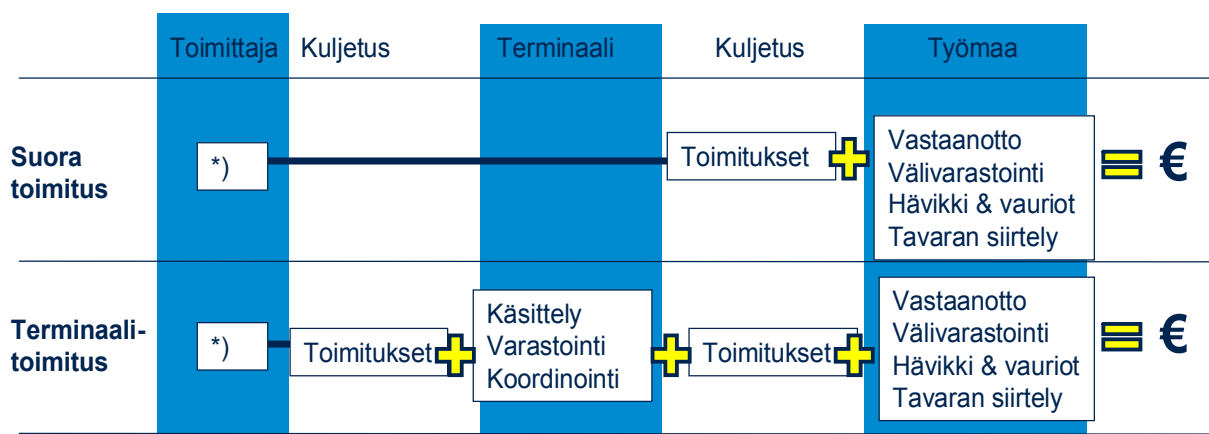 Toimittaja Kuljetus Terminaali Kuljetus Työmaa
Suora
toimitus
*)
Toimitukset
Vastaanotto
Välivarastointi
Hävikki & vauriot
Tavaran siirtely
= €
Terminaali-
toimitus
*)
Toimitukset
+
Käsittely
Varastointi
Koordinointi
+
Toimitukset
+
Vastaanotto
Välivarastointi
Hävikki & vauriot
Tavaran siirtely
= €